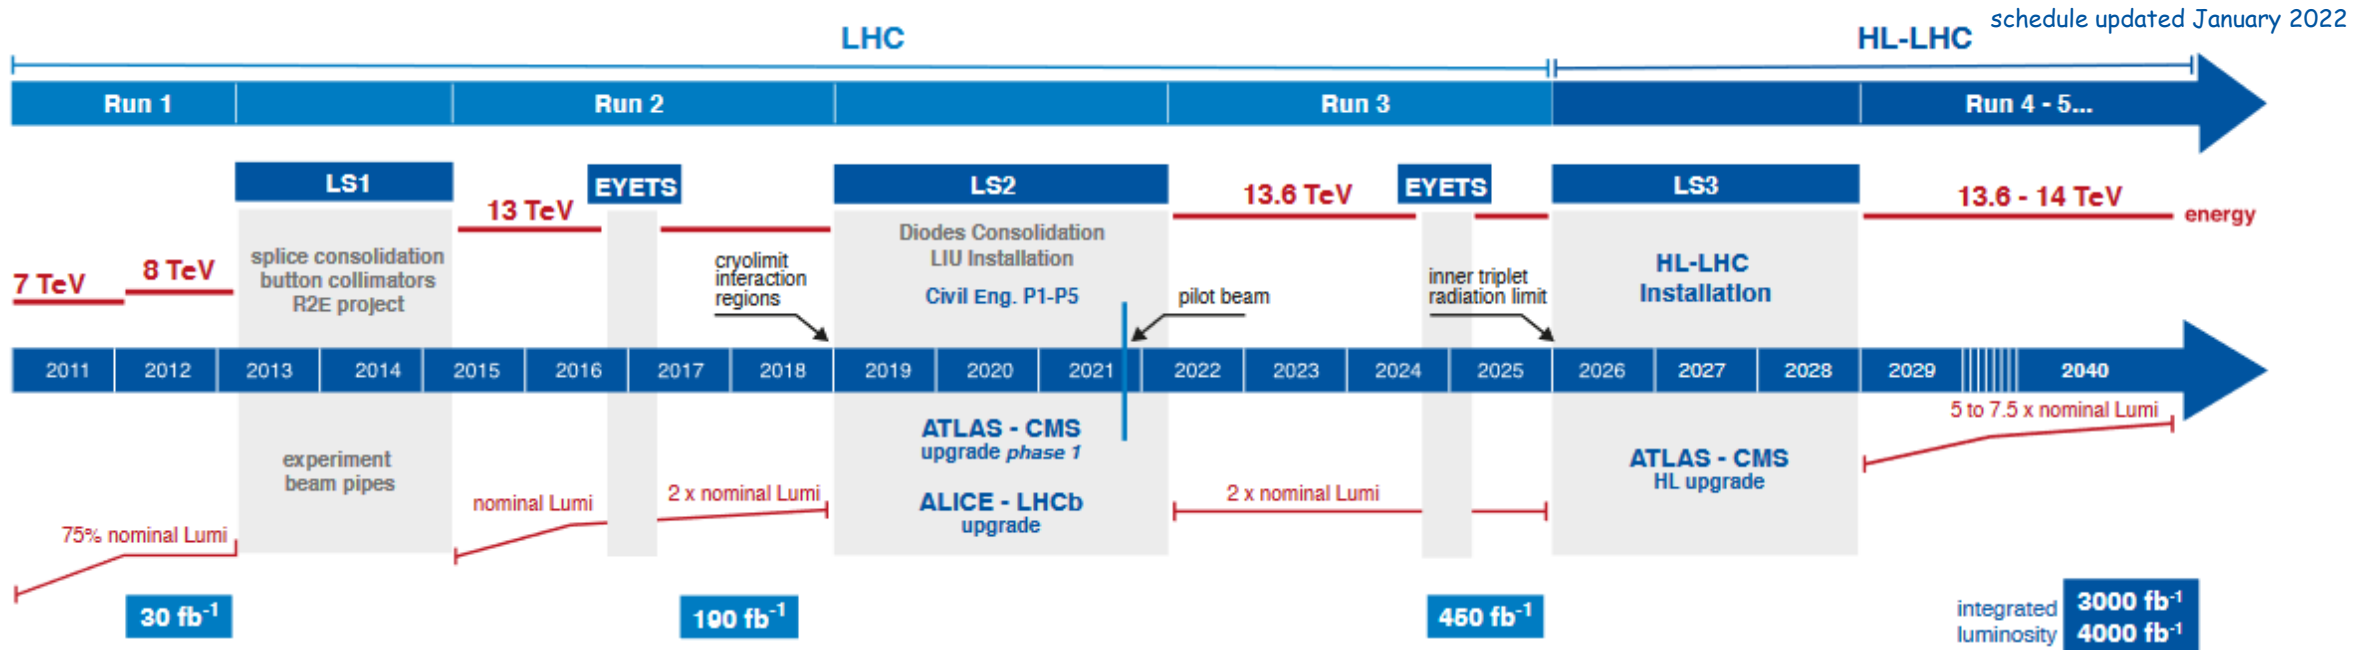 schedule updated January 2022
LHC
HL-LHC
Run 1
Run 2
Run 3
Run 4 - 5...
LS1
EYETS
LS2
EYETS
LS3
13 TeV
13.6 TeV
13.6 - 14 TeV
energy
7 TeV
8 TeV
splice consolidation
button collimators
R2E project
cryolimit
interaction
regions
Diodes Consolidation
LIU Installation
Civil Eng. P1-P5
pilot beam
inner triplet
radiation limit
HL-LHC
Installation
2011 2012 2013 2014 2015 2016 2017 2018 2019 2020 2021 2022 2023 2024 2025 2026 2027 2028 2029 2040
experiment
beam pipes
ATLAS - CMS
upgrade phase 1
ALICE - LHCb
upgrade
ATLAS - CMS
HL upgrade
75% nominal Lumi
nominal Lumi
2 x nominal Lumi
2 x nominal Lumi
5 to 7.5 x nominal Lumi
30 fb⁻¹
190 fb⁻¹
450 fb⁻¹
integrated
luminosity
3000 fb⁻¹
4000 fb⁻¹